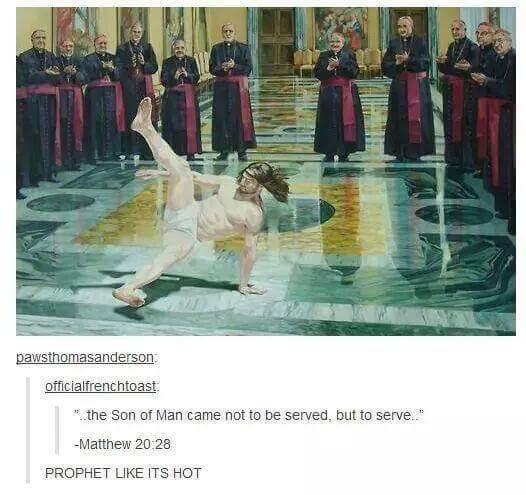 pawsthomasanderson:
officialfrenchtoast:
"..the Son of Man came not to be served, but to serve.."
-Matthew 20:28
PROPHET LIKE ITS HOT